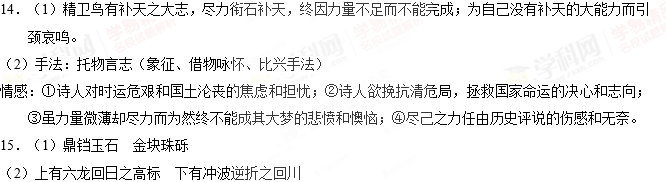 14．（1）精卫鸟有补天之大志，尽力衔石补天，终因力量不足而不能完成；为自己没有补天的大能力而引
颈哀鸣。
（2）手法：托物言志（象征、借物咏怀、比兴手法）
情感：①诗人对时运危艰和国土沦丧的焦虑和担忧；②诗人欲挽抗清危局，拯救国家命运的决心和志向；
③虽力量微薄却尽力而为然终不能成其大梦的悲愤和懊恼；④尽己之力任由历史评说的伤感和无奈。
15．（1）鼎铛玉石　金块珠砾
（2）上有六龙回日之高标　下有冲波逆折之回川